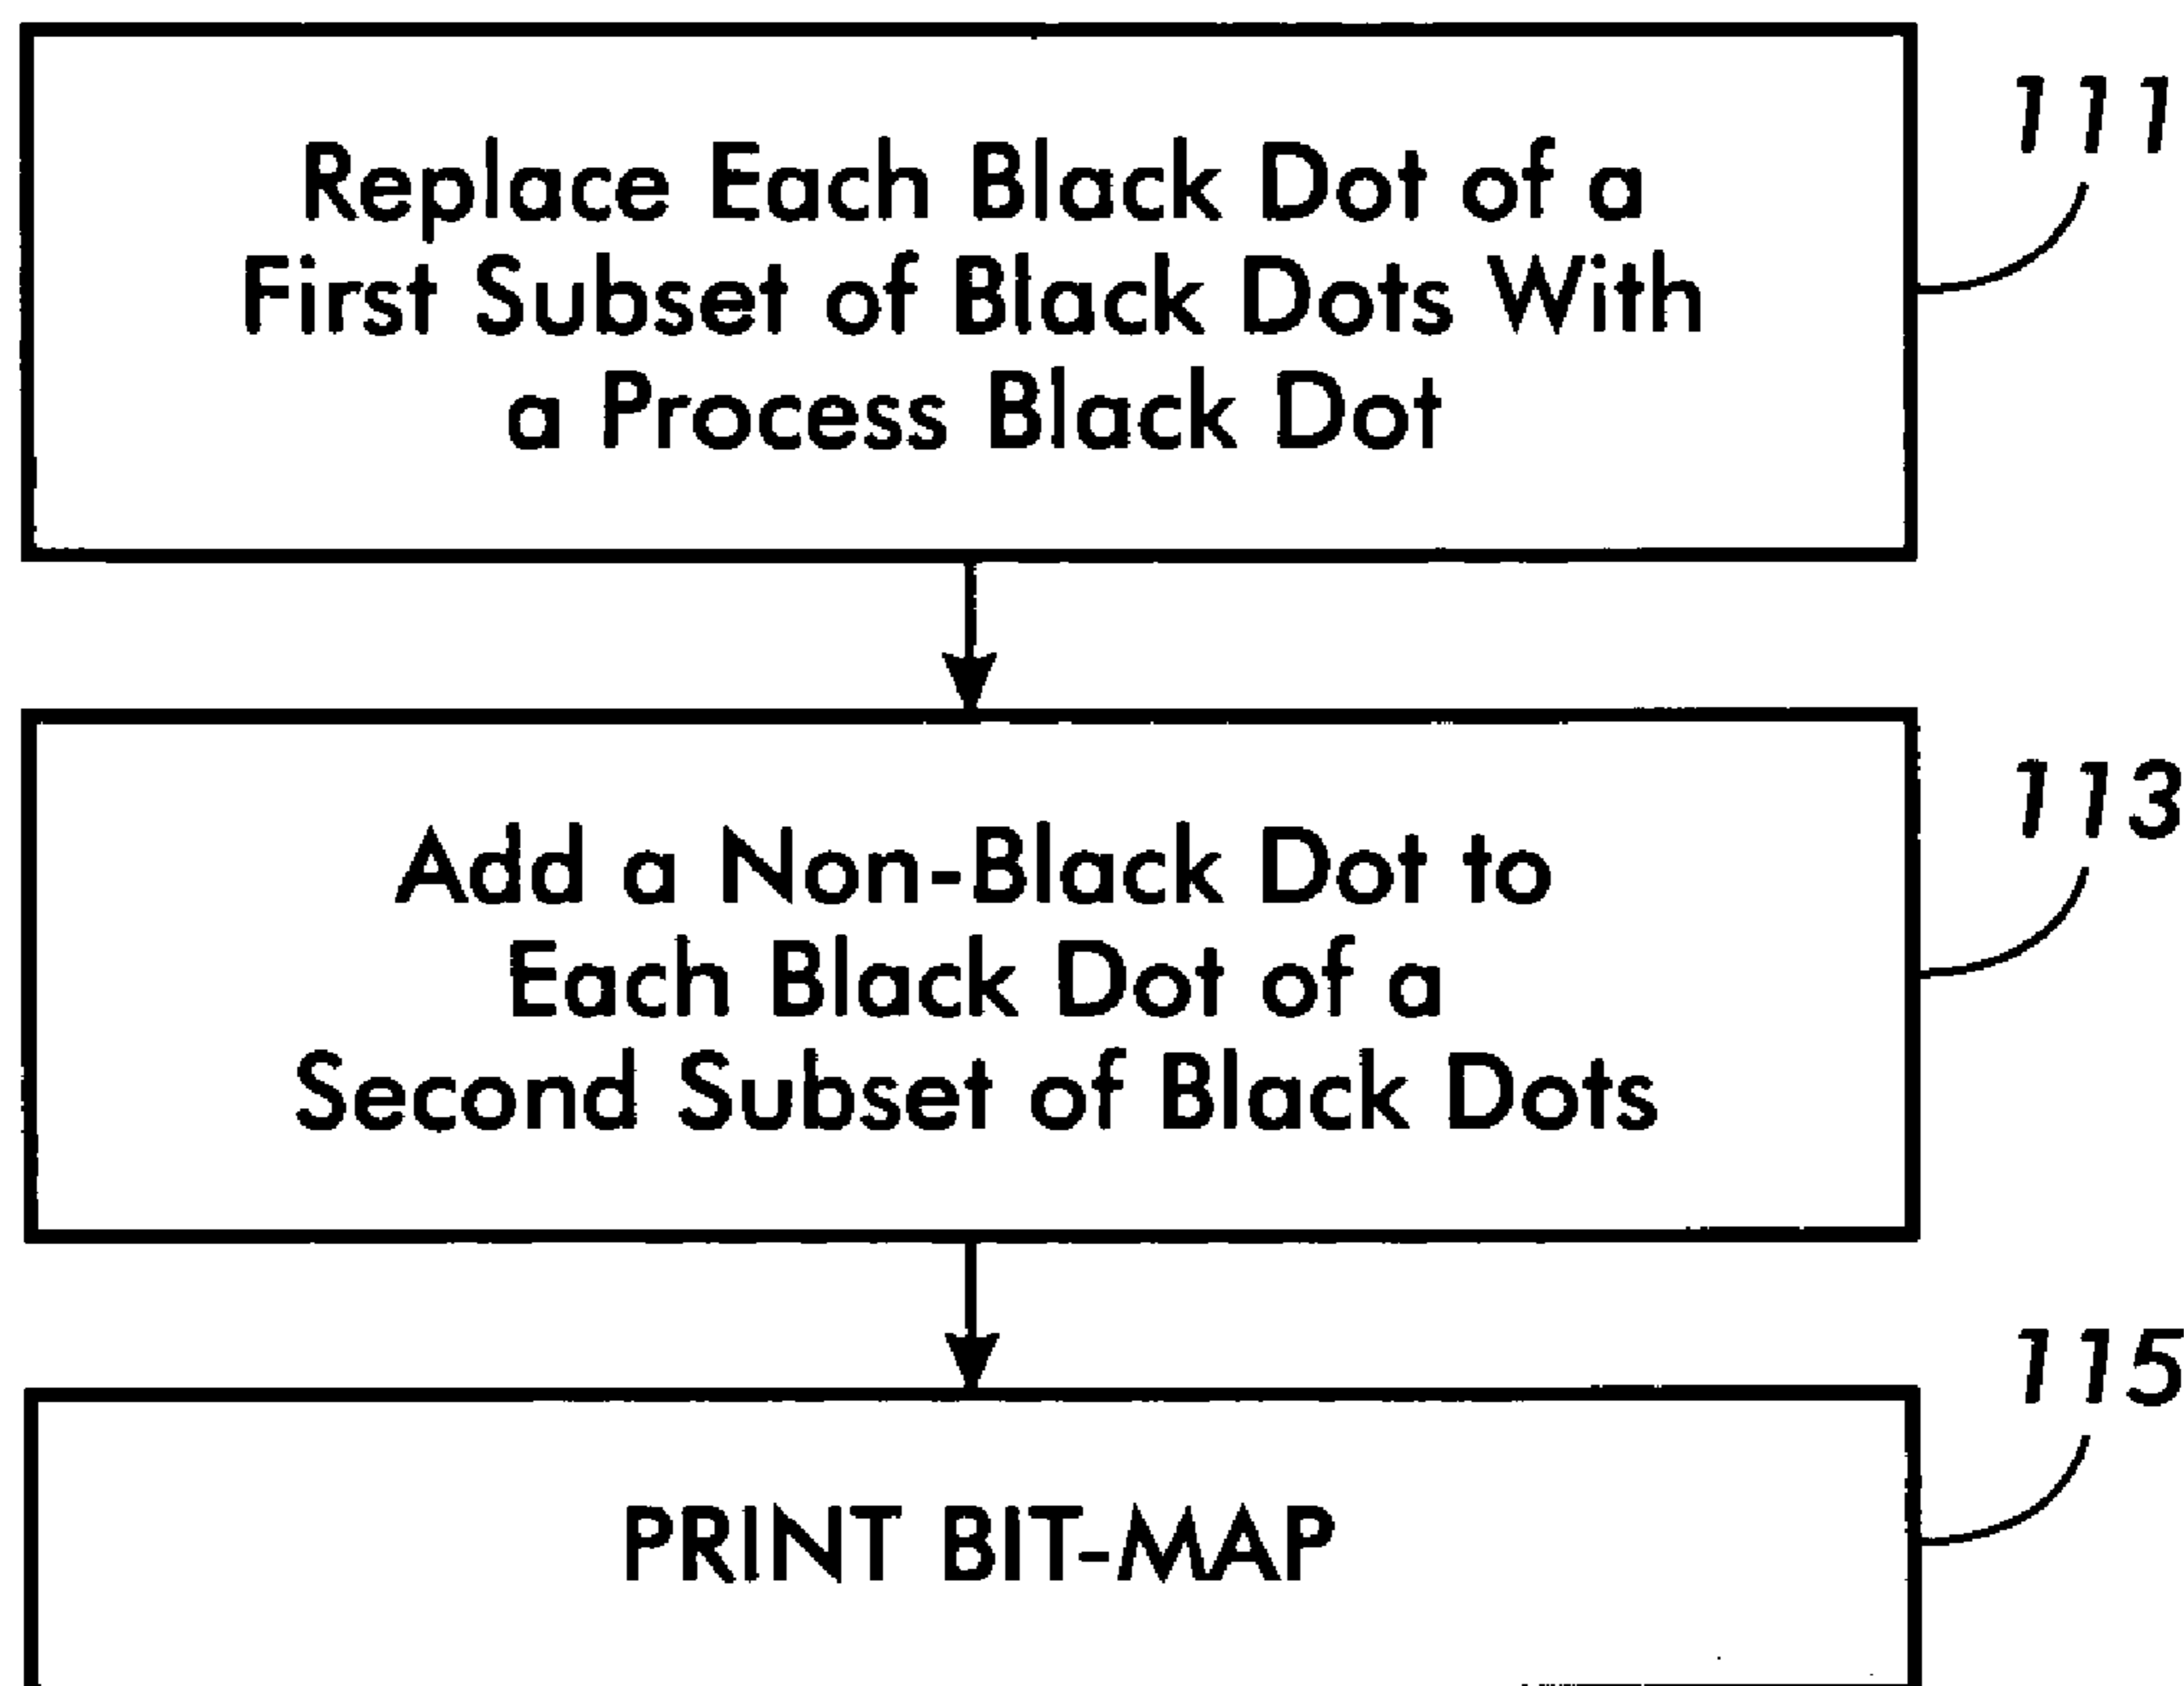 111
Replace Each Black Dot of a
First Subset of Black Dots With
a Process Black Dot
113
Add a Non-Black Dot to
Each Black Dot of a
Second Subset of Black Dots
115
PRINT BIT-MAP